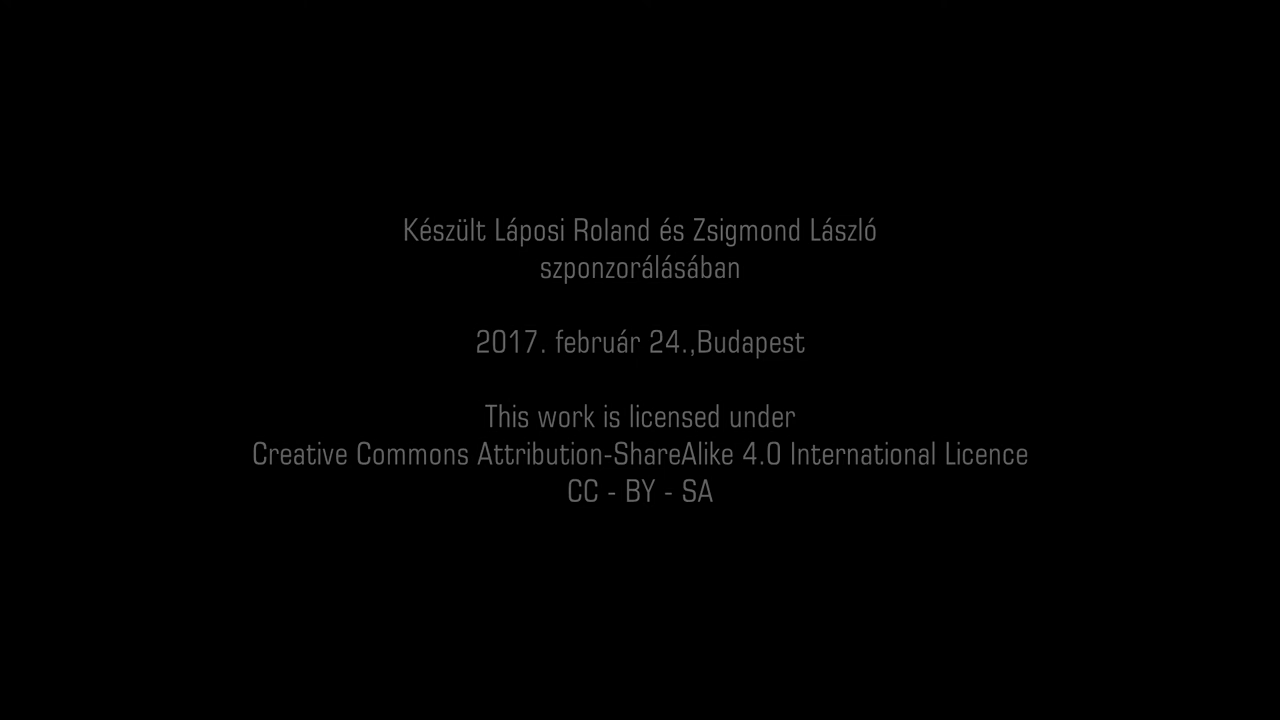 Készült Láposi Roland és Zsigmond László
szponzorálásában
2017. február 24.,Budapest
This work is licensed under
Creative Commons Attribution-ShareAlike 4.0 International Licence
CC - BY - SA